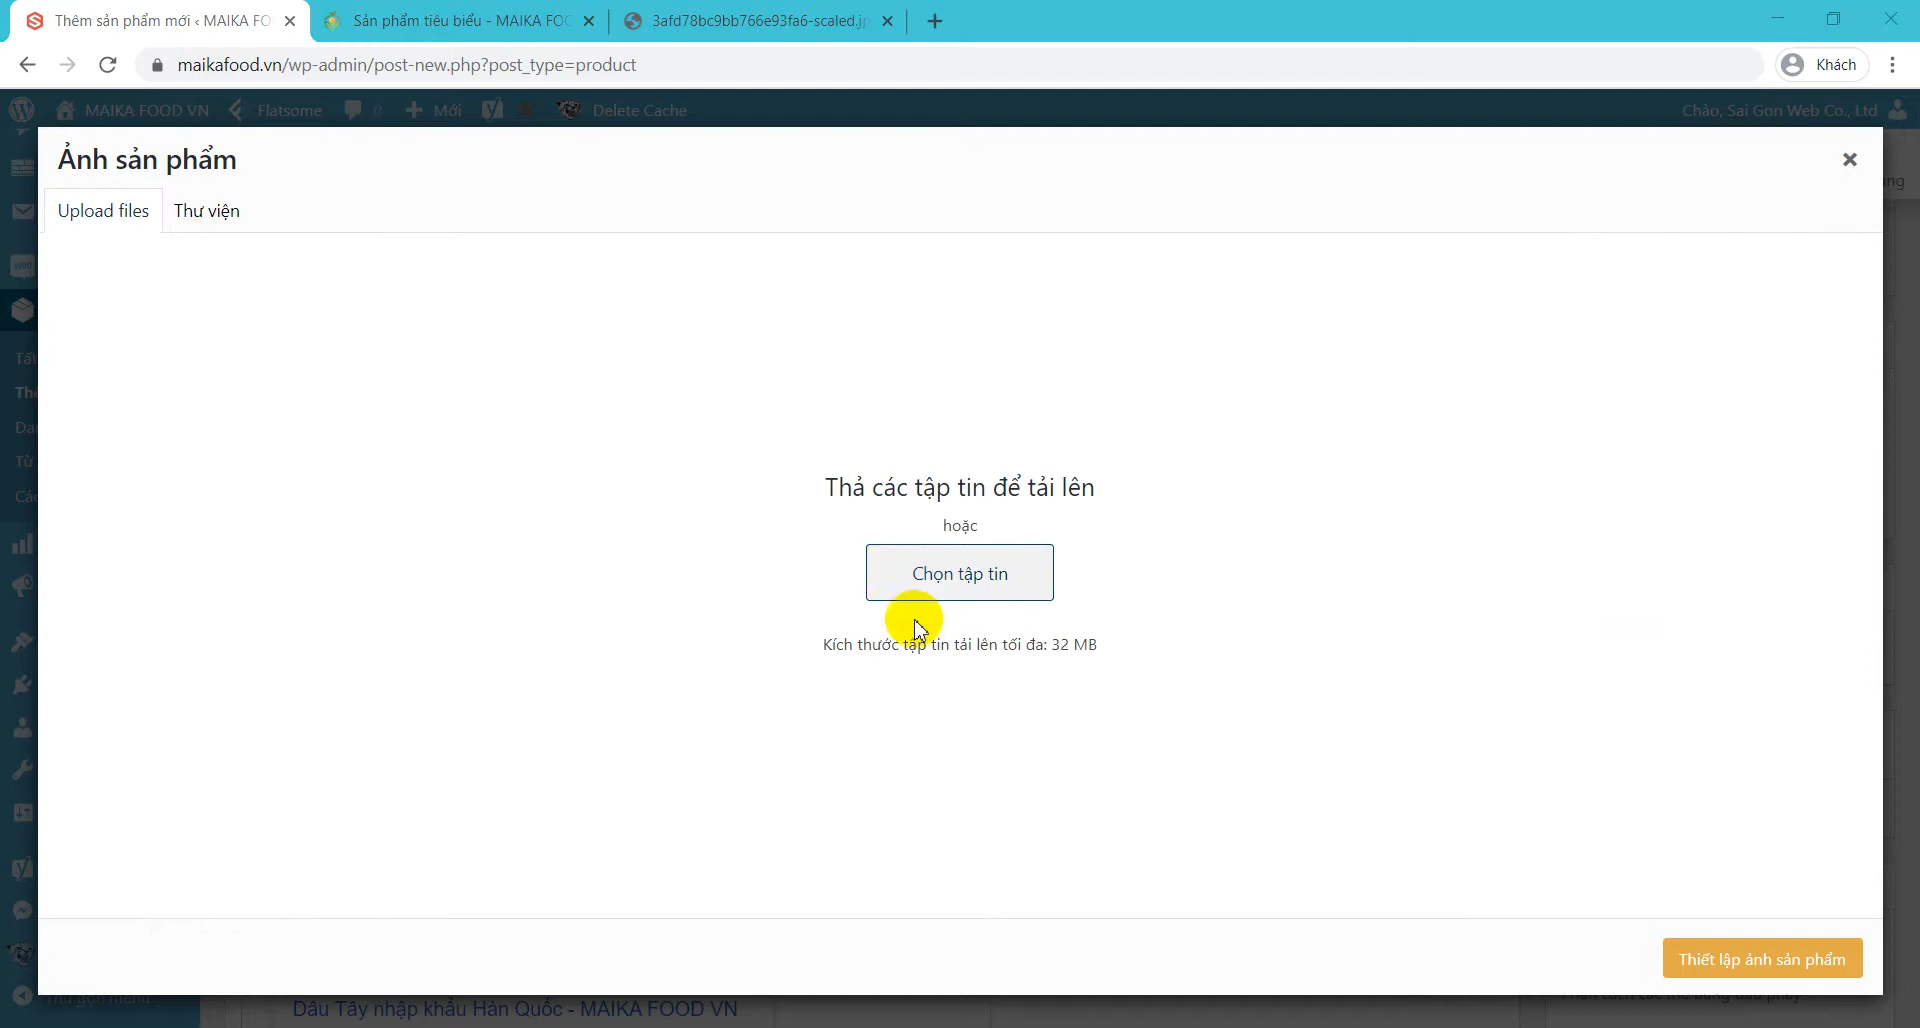 Thêm sản phẩm mới ‹ MAIKA FO
Sản phẩm tiêu biểu - MAIKA FOO
3afd78bc9bb766e93fa6-scaled.jp
maikafood.vn/wp-admin/post-new.php?post_type=product
Khách
MAIKA FOOD VN
Flatsome
0
Mới
Delete Cache
Chào, Sai Gon Web Co., Ltd
Ảnh sản phẩm
Upload files
Thư viện
Thả các tập tin để tải lên
hoặc
Chọn tập tin
Kích thước tập tin tải lên tối đa: 32 MB
Thiết lập ảnh sản phẩm
Thu gọn menu
Dâu Tây nhập khẩu Hàn Quốc - MAIKA FOOD VN